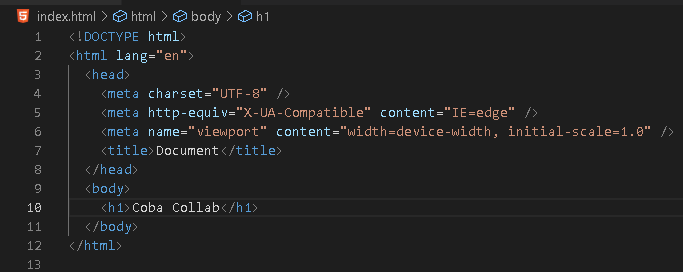 index.html > html > body > h1
1 <!DOCTYPE html>
2 <html lang="en">
3 <head>
4 <meta charset="UTF-8" />
5 <meta http-equiv="X-UA-Compatible" content="IE=edge" />
6 <meta name="viewport" content="width=device-width, initial-scale=1.0" />
7 <title>Document</title>
8 </head>
9 <body>
10 <h1>Coba Collab</h1>
11 </body>
12 </html>
13